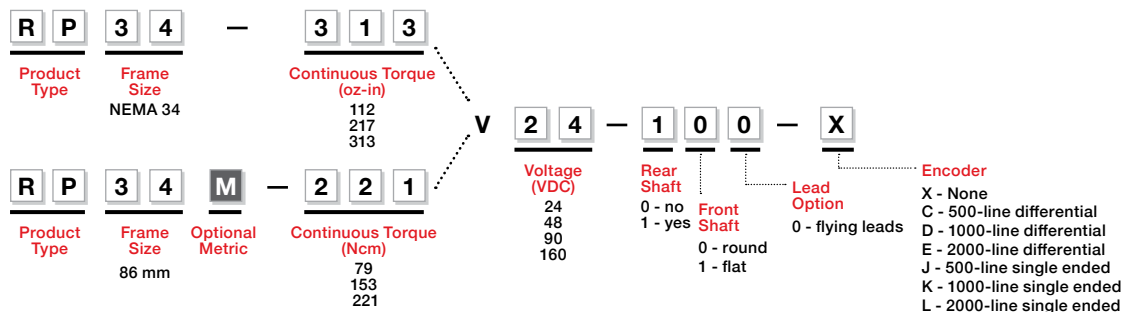 R P 3 4 — 3 1 3
Product Type
Frame Size
NEMA 34
Continuous Torque (oz-in)
112
217
313
R P 3 4 M — 2 2 1
Product Type
Frame Size
86 mm
Optional Metric
Continuous Torque (Ncm)
79
153
221
V 2 4 — 1 0 0 — X
Voltage (VDC)
24
48
90
160
Rear Shaft
0 - no
1 - yes
Front Shaft
0 - round
1 - flat
Lead Option
0 - flying leads
Encoder
X - None
C - 500-line differential
D - 1000-line differential
E - 2000-line differential
J - 500-line single ended
K - 1000-line single ended
L - 2000-line single ended